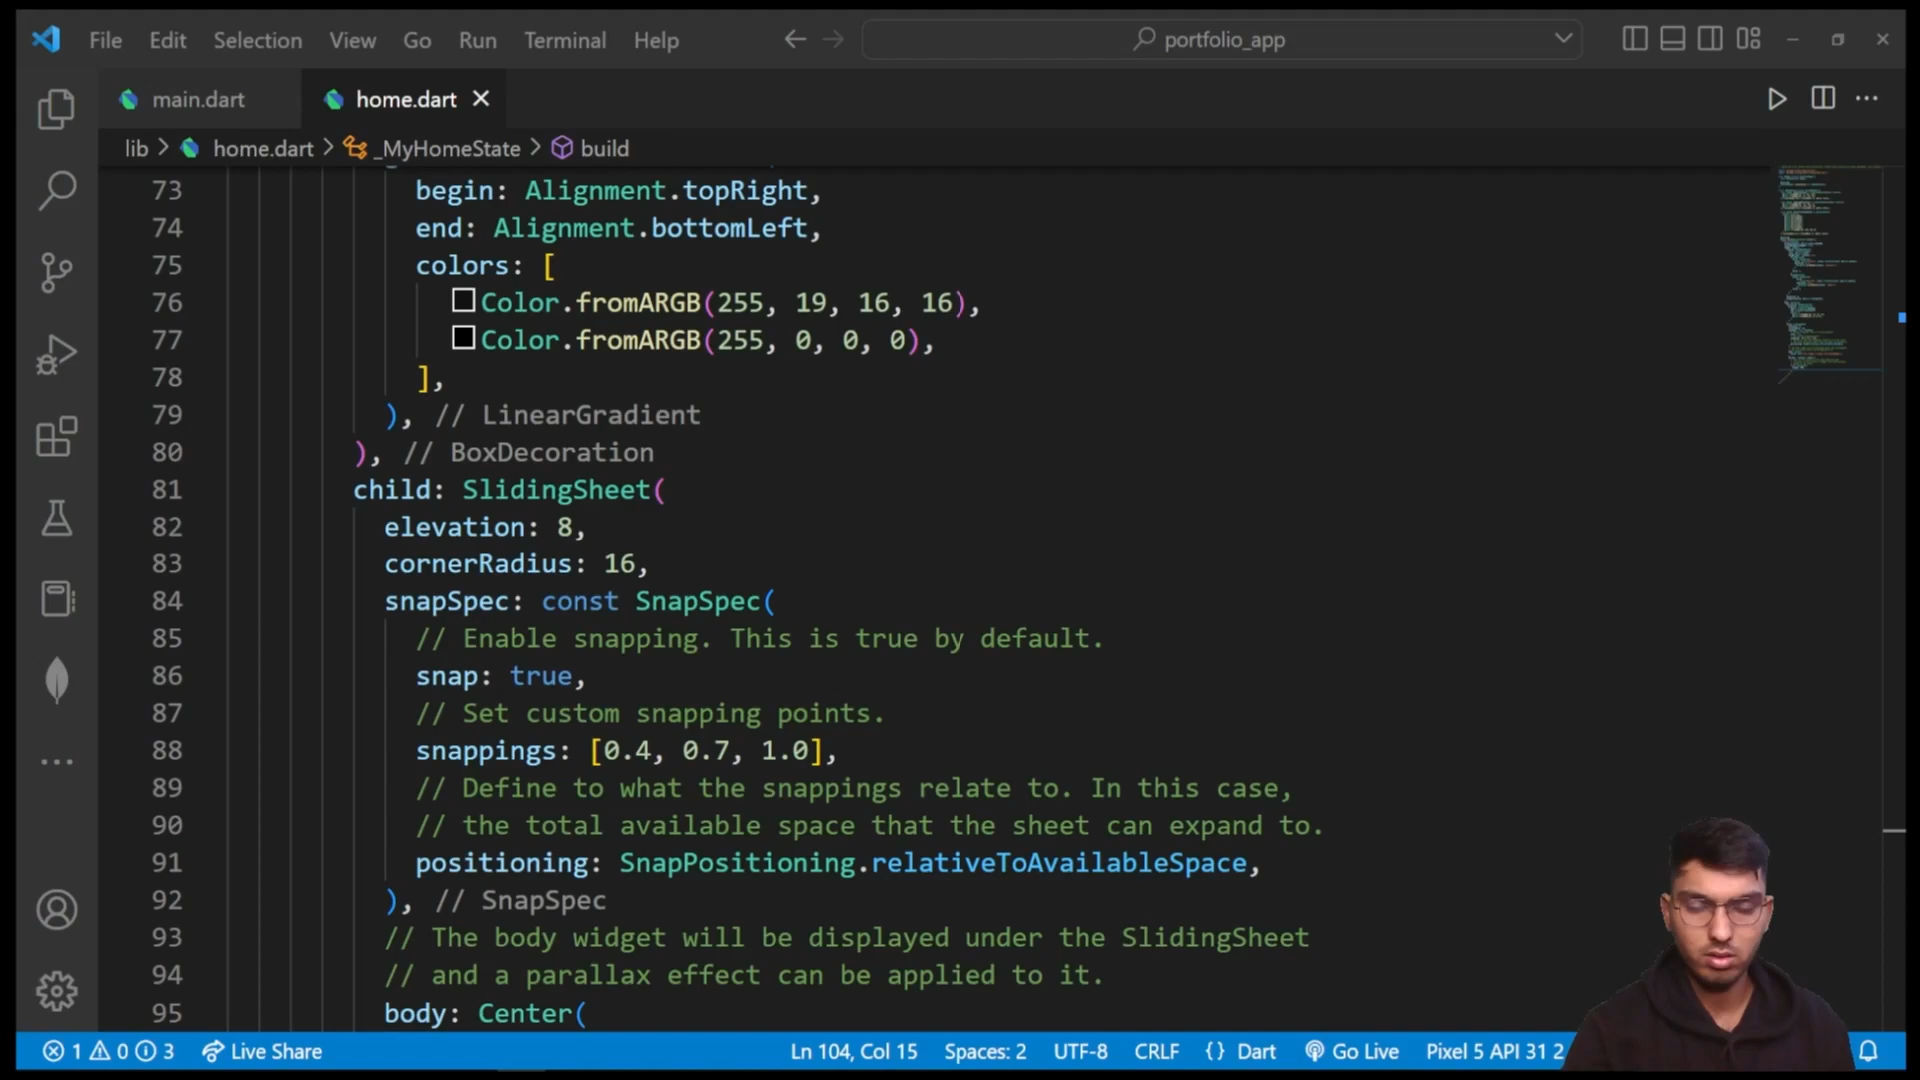 File Edit Selection View Go Run Terminal Help portfolio_app
main.dart home.dart
lib > home.dart > _MyHomeState > build
73 begin: Alignment.topRight,
74 end: Alignment.bottomLeft,
75 colors: [
76 Color.fromARGB(255, 19, 16, 16),
77 Color.fromARGB(255, 0, 0, 0),
78 ],
79 ), // LinearGradient
80 ), // BoxDecoration
81 child: SlidingSheet(
82 elevation: 8,
83 cornerRadius: 16,
84 snapSpec: const SnapSpec(
85 // Enable snapping. This is true by default.
86 snap: true,
87 // Set custom snapping points.
88 snappings: [0.4, 0.7, 1.0],
89 // Define to what the snappings relate to. In this case,
90 // the total available space that the sheet can expand to.
91 positioning: SnapPositioning.relativeToAvailableSpace,
92 ), // SnapSpec
93 // The body widget will be displayed under the SlidingSheet
94 // and a parallax effect can be applied to it.
95 body: Center(
1 0 3 Live Share Ln 104, Col 15 Spaces: 2 UTF-8 CRLF {} Dart Go Live Pixel 5 API 31 2